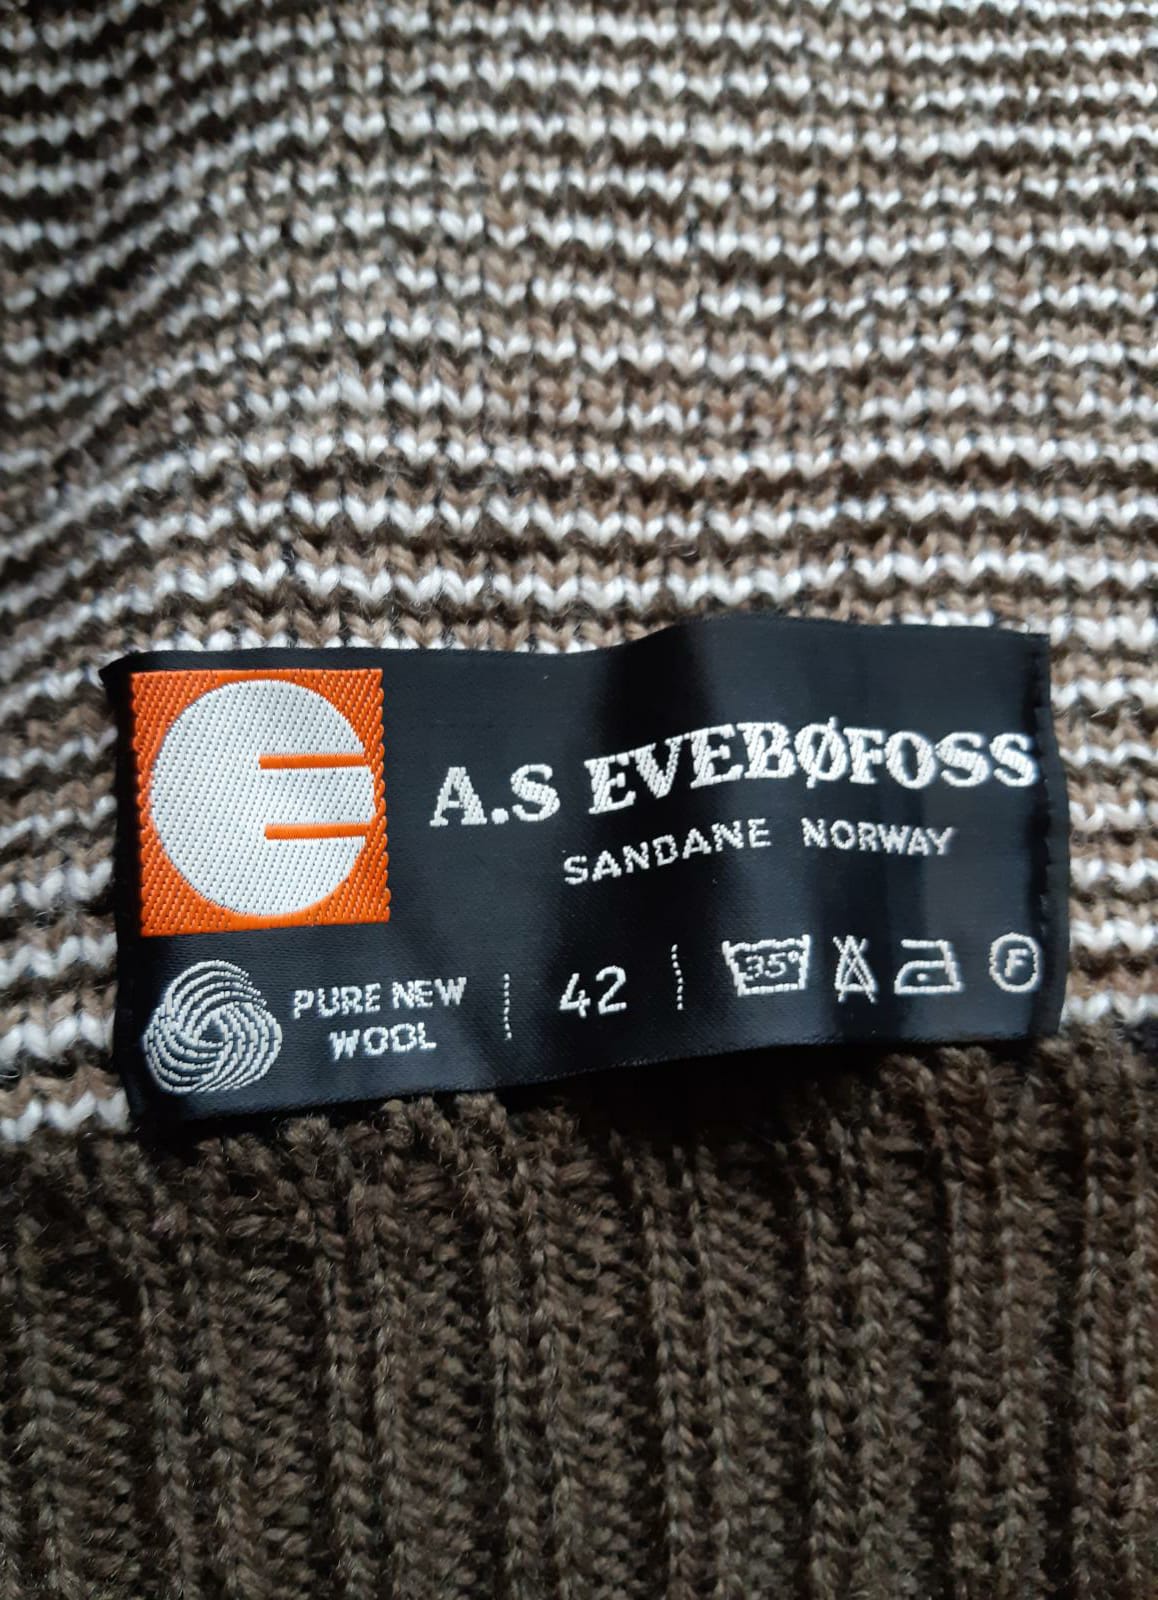 A.S EVEBØFOSS
SANDANE NORWAY
PURE NEW
WOOL
42
35°
F